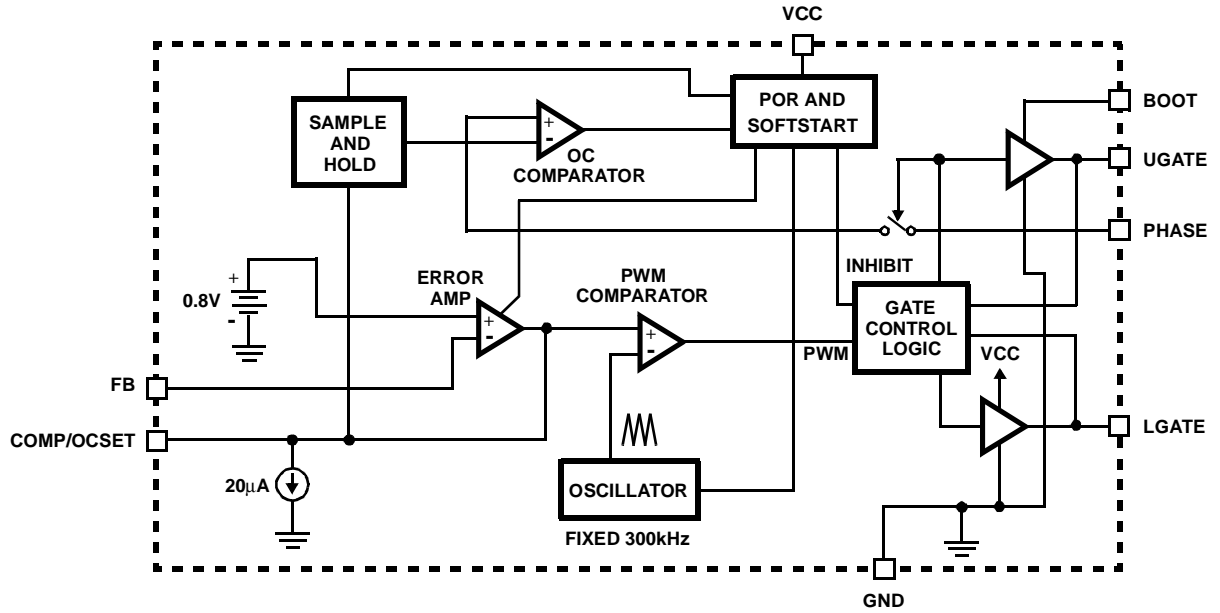 VCC
SAMPLE
AND
HOLD
+
-
OC
COMPARATOR
POR AND
SOFTSTART
BOOT
UGATE
PHASE
+
0.8V
-
ERROR
AMP
+
-
PWM
COMPARATOR
+
-
INHIBIT
PWM
GATE
CONTROL
LOGIC
VCC
FB
COMP/OCSET
20μA
OSCILLATOR
FIXED 300kHz
LGATE
GND